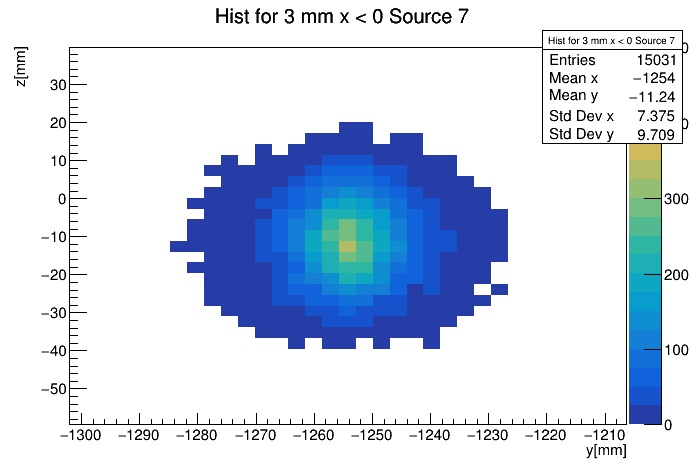 Hist for 3 mm x < 0 Source 7
z[mm]
Hist for 3 mm x < 0 Source 7
Entries 15031
Mean x −1254
Mean y −11.24
Std Dev x 7.375
Std Dev y 9.709
30
20
10
0
−10
−20
−30
−40
−50
300
200
100
0
−1300 −1290 −1280 −1270 −1260 −1250 −1240 −1230 −1220 −1210
y[mm]